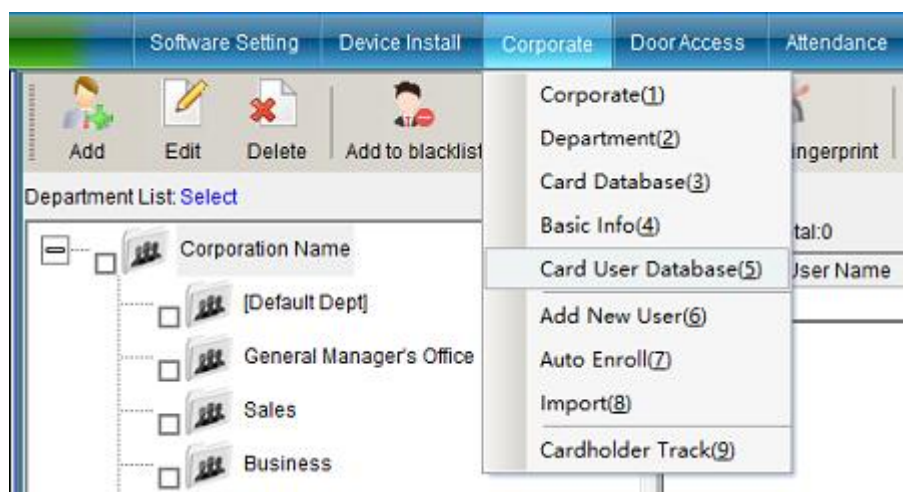 Software Setting Device Install Corporate Door Access Attendance
Add Edit Delete Add to blacklist ingerprint
Department List: Select
Corporate(1)
Department(2)
Card Database(3)
Basic Info(4)
Card User Database(5)
Add New User(6)
Auto Enroll(7)
Import(8)
Cardholder Track(9)
tal:0
User Name
Corporation Name
[Default Dept]
General Manager's Office
Sales
Business